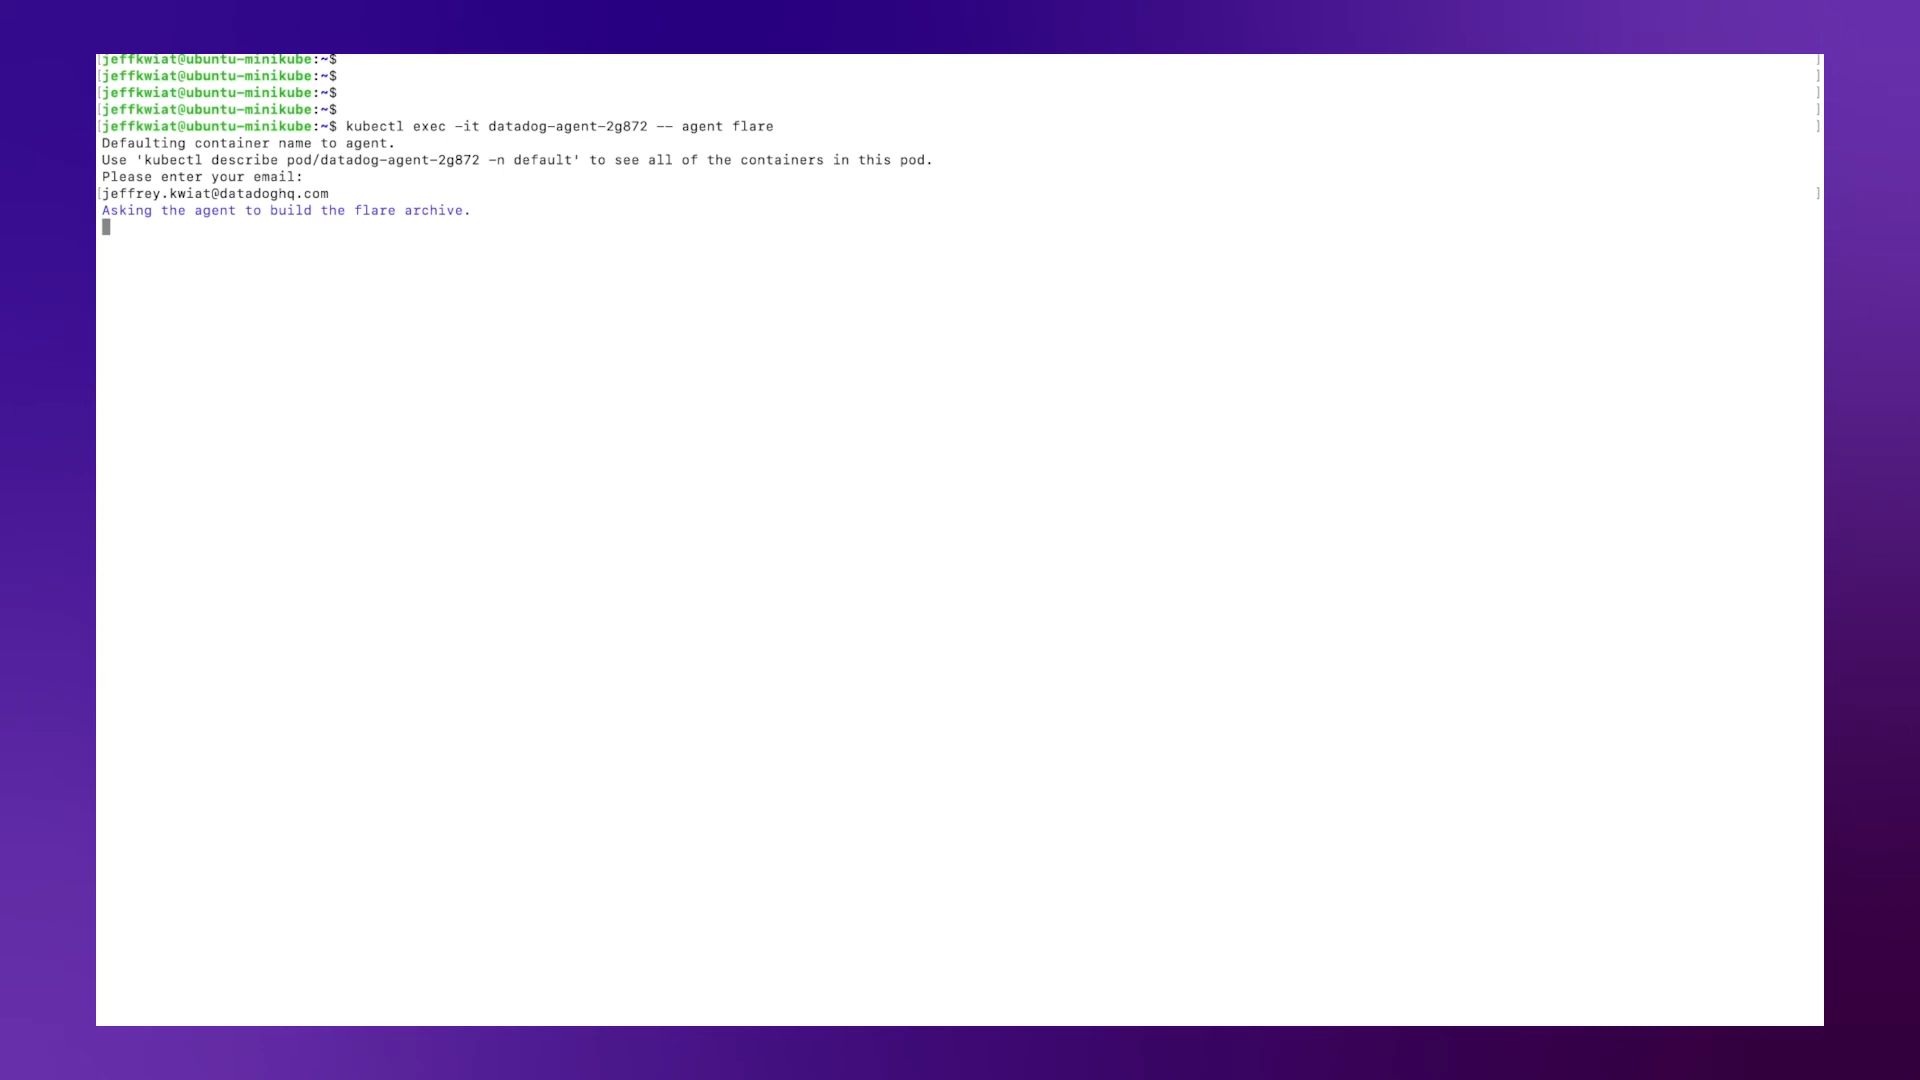 [jeffkwiat@ubuntu-minikube:~$ ]
[jeffkwiat@ubuntu-minikube:~$ ]
[jeffkwiat@ubuntu-minikube:~$ ]
[jeffkwiat@ubuntu-minikube:~$ ]
[jeffkwiat@ubuntu-minikube:~$ kubectl exec -it datadog-agent-2g872 -- agent flare ]
Defaulting container name to agent.
Use 'kubectl describe pod/datadog-agent-2g872 -n default' to see all of the containers in this pod.
Please enter your email:
[jeffrey.kwiat@datadoghq.com ]
Asking the agent to build the flare archive.